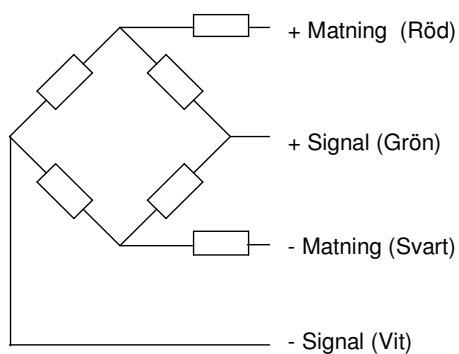 + Matning (Röd)
+ Signal (Grön)
- Matning (Svart)
- Signal (Vit)